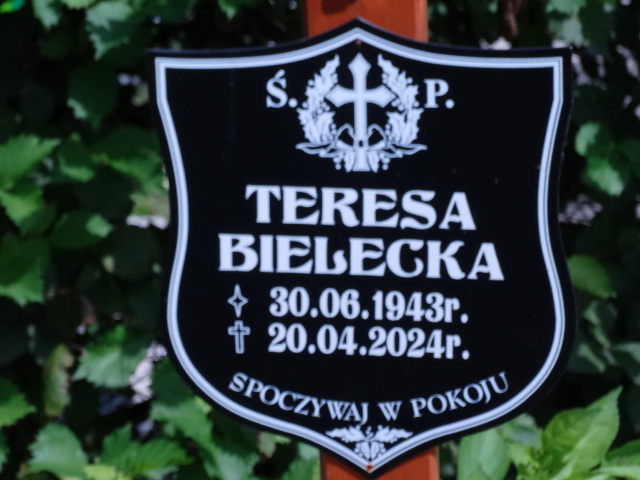 Ś. P.
TERESA
BIELECKA
30.06.1943r.
20.04.2024r.
SPOCZYWAJ W POKOJU